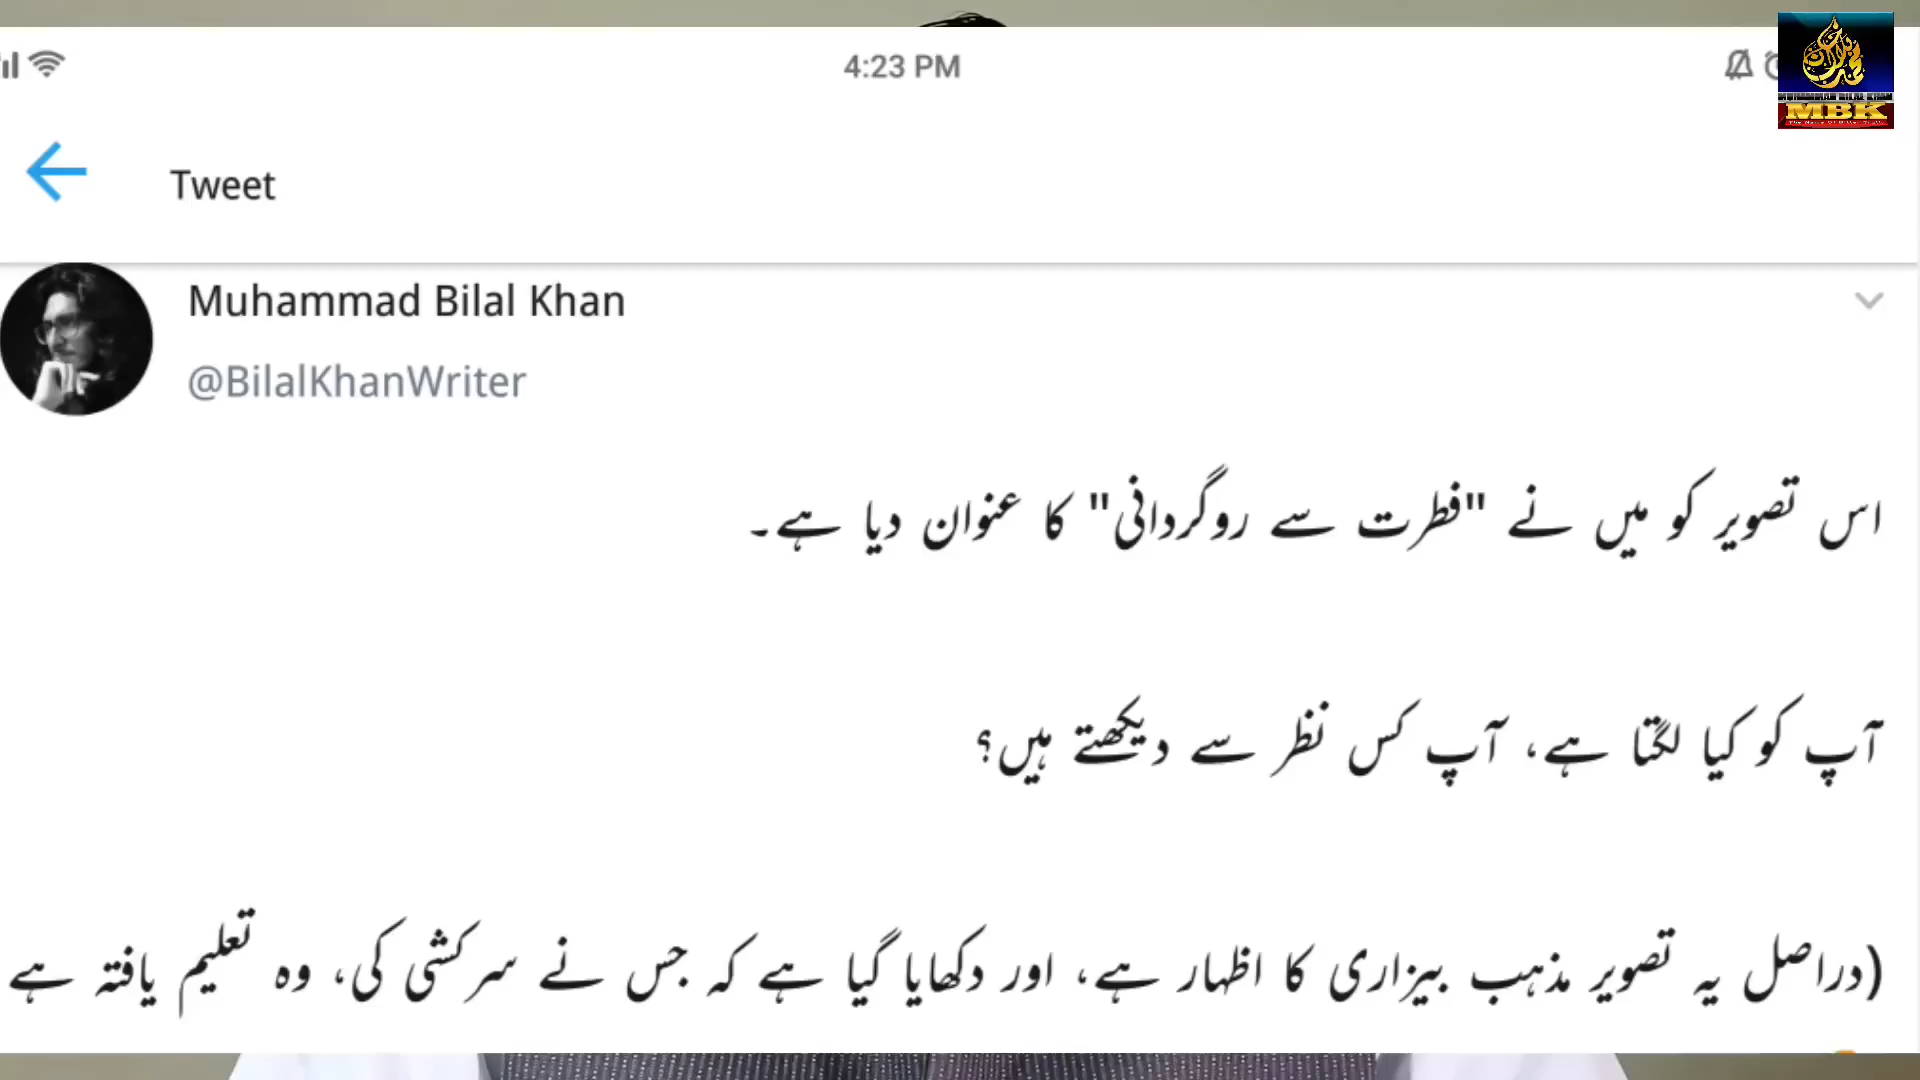 4:23 PM
MBK
Tweet
Muhammad Bilal Khan
@BilalKhanWriter
اس تصویر کو میں نے "فطرت سے روگردانی" کا عنوان دیا ہے۔
آپ کو کیا لگتا ہے، آپ کس نظر سے دیکھتے ہیں؟
(دراصل یہ تصویر مذہب بیزاری کا اظہار ہے، اور دکھایا گیا ہے کہ جس نے سرکشی کی، وہ تعلیم یافتہ ہے